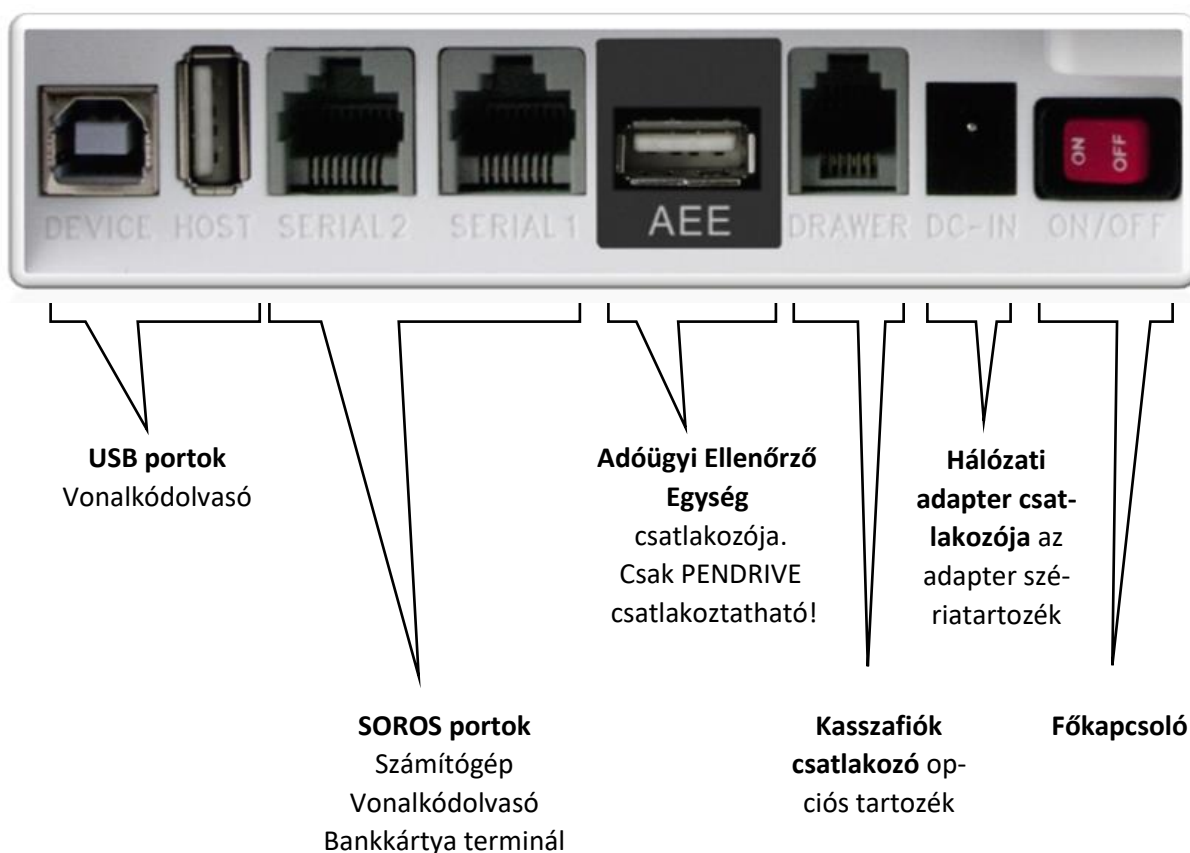 DEVICE HOST SERIAL 2 SERIAL 1 AEE DRAWER DC-IN ON/OFF
ON OFF
USB portok
Vonalkódolvasó
Adóügyi Ellenőrző
Egység
csatlakozója.
Csak PENDRIVE
csatlakoztatható!
Hálózati
adapter csat-
lakozója az
adapter szé-
riatartozék
SOROS portok
Számítógép
Vonalkódolvasó
Bankkártya terminál
Kasszafiók
csatlakozó op-
ciós tartozék
Főkapcsoló